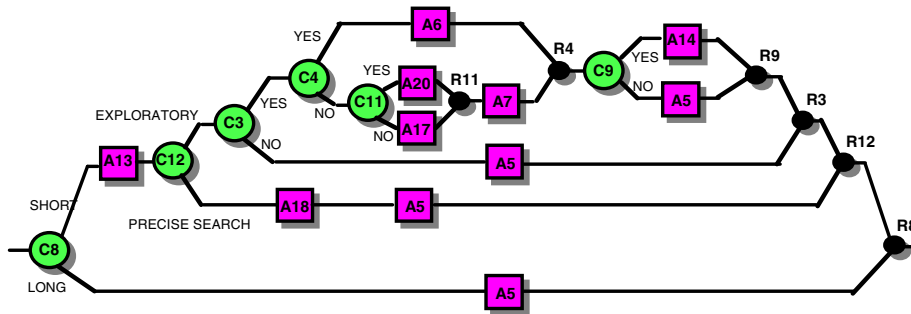 YES
A6
R4
A14
R9
C4
YES
A20
R11
C9
YES
NO
C11
A7
A5
NO
A17
NO
EXPLORATORY
C3
YES
R3
NO
A5
R12
A13
C12
SHORT
A18
A5
PRECISE SEARCH
C8
R8
LONG
A5